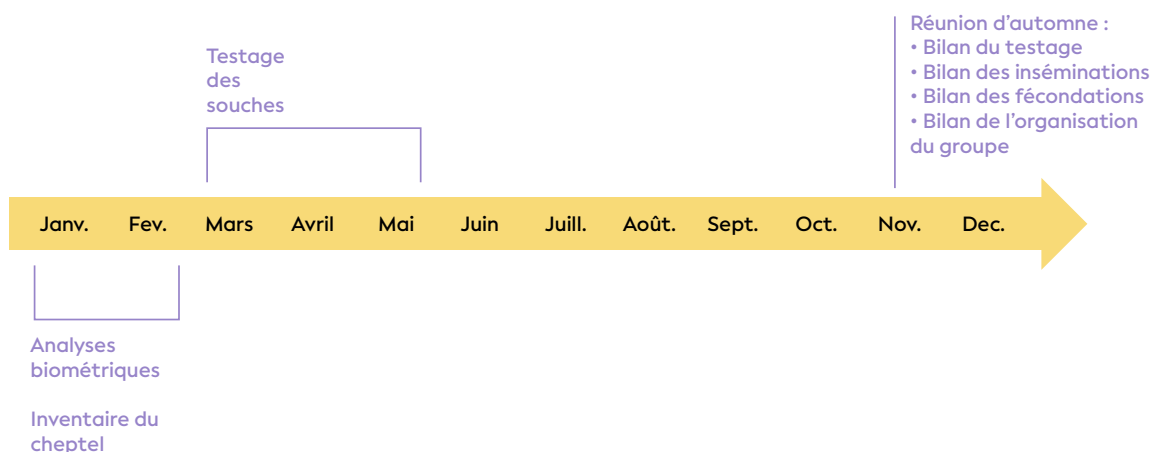 Réunion d’automne :
• Bilan du testage
• Bilan des inséminations
• Bilan des fécondations
• Bilan de l’organisation
du groupe
Testage
des
souches
Janv. Fev. Mars Avril Mai Juin Juill. Août. Sept. Oct. Nov. Dec.
Analyses
biométriques
Inventaire du
cheptel